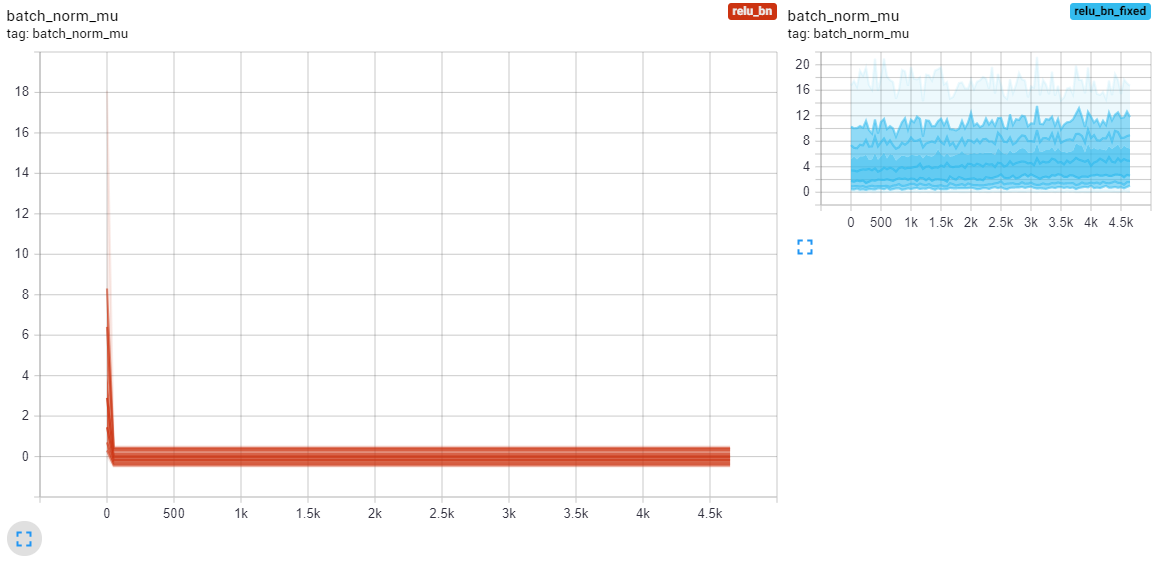 batch_norm_mu
relu_bn
tag: batch_norm_mu
18
16
14
12
10
8
6
4
2
0
0 500 1k 1.5k 2k 2.5k 3k 3.5k 4k 4.5k
batch_norm_mu
relu_bn_fixed
tag: batch_norm_mu
20
16
12
8
4
0
0 500 1k 1.5k 2k 2.5k 3k 3.5k 4k 4.5k